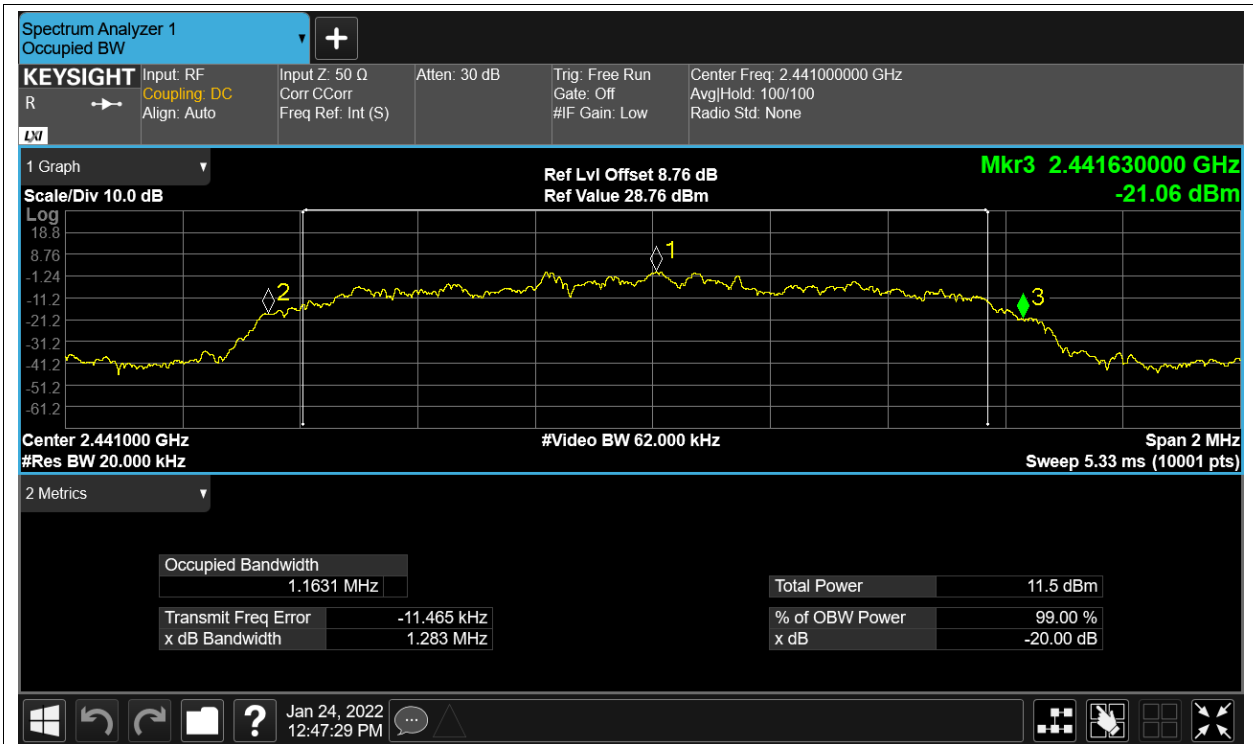 Spectrum Analyzer 1
Occupied BW
KEYSIGHT
R
LXI
Input: RF
Coupling: DC
Align: Auto
Input Z: 50 Ω
Corr CCorr
Freq Ref: Int (S)
Atten: 30 dB
Trig: Free Run
Gate: Off
#IF Gain: Low
Center Freq: 2.441000000 GHz
Avg|Hold: 100/100
Radio Std: None
1 Graph
Scale/Div 10.0 dB
Ref Lvl Offset 8.76 dB
Ref Value 28.76 dBm
Mkr3 2.441630000 GHz
-21.06 dBm
Log
18.8
8.76
-1.24
-11.2
-21.2
-31.2
-41.2
-51.2
-61.2
1
2
3
Center 2.441000 GHz
#Res BW 20.000 kHz
#Video BW 62.000 kHz
Span 2 MHz
Sweep 5.33 ms (10001 pts)
2 Metrics
Occupied Bandwidth
1.1631 MHz
Transmit Freq Error -11.465 kHz
x dB Bandwidth 1.283 MHz
Total Power 11.5 dBm
% of OBW Power 99.00 %
x dB -20.00 dB
?
Jan 24, 2022
12:47:29 PM